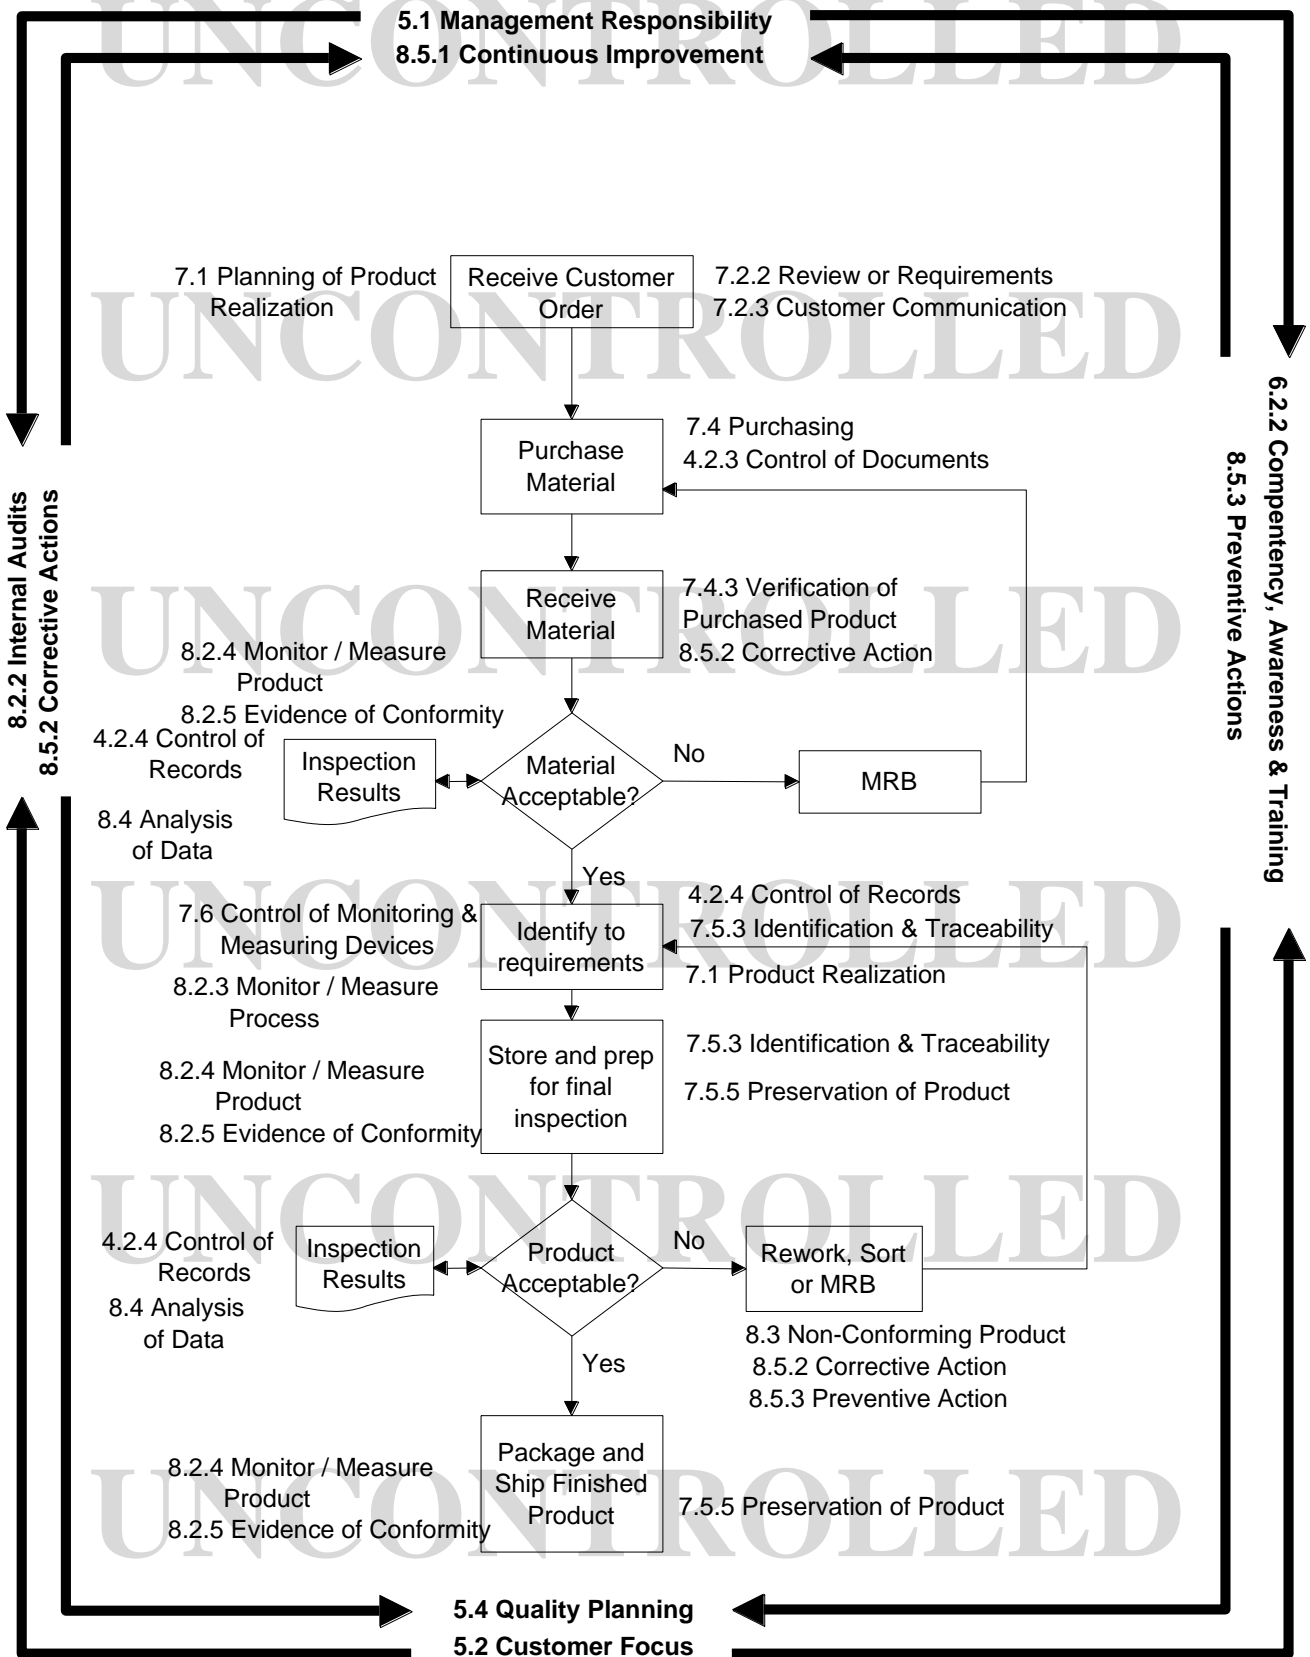 UNCONTROLLED
5.1 Management Responsibility
8.5.1 Continuous Improvement
7.1 Planning of Product
Realization
Receive Customer
Order
7.2.2 Review or Requirements
7.2.3 Customer Communication
UNCONTROLLED
Purchase
Material
7.4 Purchasing
4.2.3 Control of Documents
8.2.2 Internal Audits
8.5.2 Corrective Actions
6.2.2 Compentency, Awareness & Training
8.5.3 Preventive Actions
UNCONTROLLED
Receive
Material
7.4.3 Verification of
Purchased Product
8.5.2 Corrective Action
8.2.4 Monitor / Measure
Product
8.2.5 Evidence of Conformity
4.2.4 Control of
Records
Inspection
Results
Material
Acceptable?
No
MRB
8.4 Analysis
of Data
Yes
UNCONTROLLED
7.6 Control of Monitoring &
Measuring Devices
Identify to
requirements
4.2.4 Control of Records
7.5.3 Identification & Traceability
7.1 Product Realization
8.2.3 Monitor / Measure
Process
Store and prep
for final
inspection
7.5.3 Identification & Traceability
7.5.5 Preservation of Product
8.2.4 Monitor / Measure
Product
8.2.5 Evidence of Conformity
UNCONTROLLED
4.2.4 Control of
Records
Inspection
Results
Product
Acceptable?
No
Rework, Sort
or MRB
8.4 Analysis
of Data
8.3 Non-Conforming Product
8.5.2 Corrective Action
8.5.3 Preventive Action
Yes
Package and
Ship Finished
Product
8.2.4 Monitor / Measure
Product
8.2.5 Evidence of Conformity
7.5.5 Preservation of Product
UNCONTROLLED
5.4 Quality Planning
5.2 Customer Focus